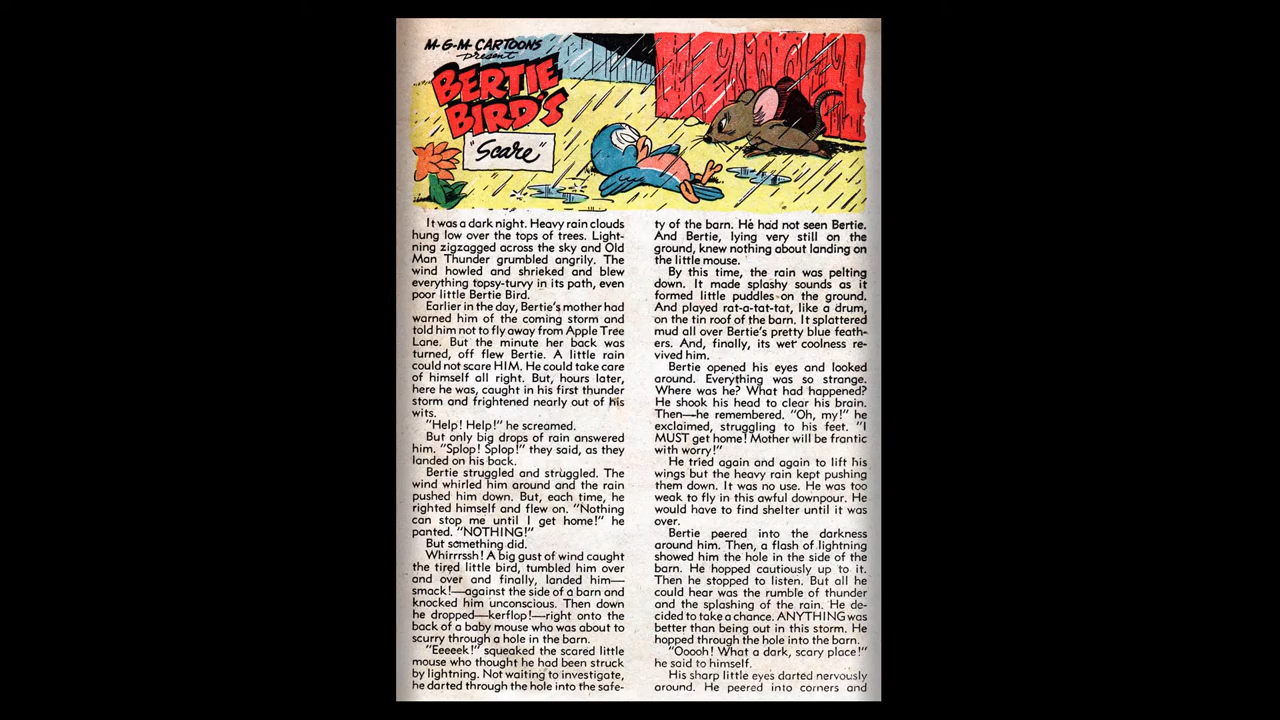 M-G-M CARTOONS
present
BERTIE
BIRD'S
"Scare"
It was a dark night. Heavy rain clouds
hung low over the tops of trees. Light-
ning zigzagged across the sky and Old
Man Thunder grumbled angrily. The
wind howled and shrieked and blew
everything topsy-turvy in its path, even
poor little Bertie Bird.
Earlier in the day, Bertie's mother had
warned him of the coming storm and
told him not to fly away from Apple Tree
Lane. But the minute her back was
turned, off flew Bertie. A little rain
could not scare HIM. He could take care
of himself all right. But, hours later,
here he was, caught in his first thunder
storm and frightened nearly out of his
wits.
"Help! Help!" he screamed.
But only big drops of rain answered
him. "Splop! Splop!" they said, as they
landed on his back.
Bertie struggled and struggled. The
wind whirled him around and the rain
pushed him down. But, each time, he
righted himself and flew on. "Nothing
can stop me until I get home!" he
panted. "NOTHING!"
But something did.
Whirrrssh! A big gust of wind caught
the tired little bird, tumbled him over
and over and finally, landed him—
smack!—against the side of a barn and
knocked him unconscious. Then down
he dropped—kerflop!—right onto the
back of a baby mouse who was about to
scurry through a hole in the barn.
"Eeeeek!" squeaked the scared little
mouse who thought he had been struck
by lightning. Not waiting to investigate,
he darted through the hole into the safe-
ty of the barn. He had not seen Bertie.
And Bertie, lying very still on the
ground, knew nothing about landing on
the little mouse.
By this time, the rain was pelting
down. It made splashy sounds as it
formed little puddles on the ground.
And played rat-a-tat-tat, like a drum,
on the tin roof of the barn. It splattered
mud all over Bertie's pretty blue feath-
ers. And, finally, its wet coolness re-
vived him.
Bertie opened his eyes and looked
around. Everything was so strange.
Where was he? What had happened?
He shook his head to clear his brain.
Then—he remembered. "Oh, my!" he
exclaimed, struggling to his feet. "I
MUST get home! Mother will be frantic
with worry!"
He tried again and again to lift his
wings but the heavy rain kept pushing
them down. It was no use. He was too
weak to fly in this awful downpour. He
would have to find shelter until it was
over.
Bertie peered into the darkness
around him. Then, a flash of lightning
showed him the hole in the side of the
barn. He hopped cautiously up to it.
Then he stopped to listen. But all he
could hear was the rumble of thunder
and the splashing of the rain. He de-
cided to take a chance. ANYTHING was
better than being out in this storm. He
hopped through the hole into the barn.
"Ooooh! What a dark, scary place!"
he said to himself.
His sharp little eyes darted nervously
around. He peered into corners and